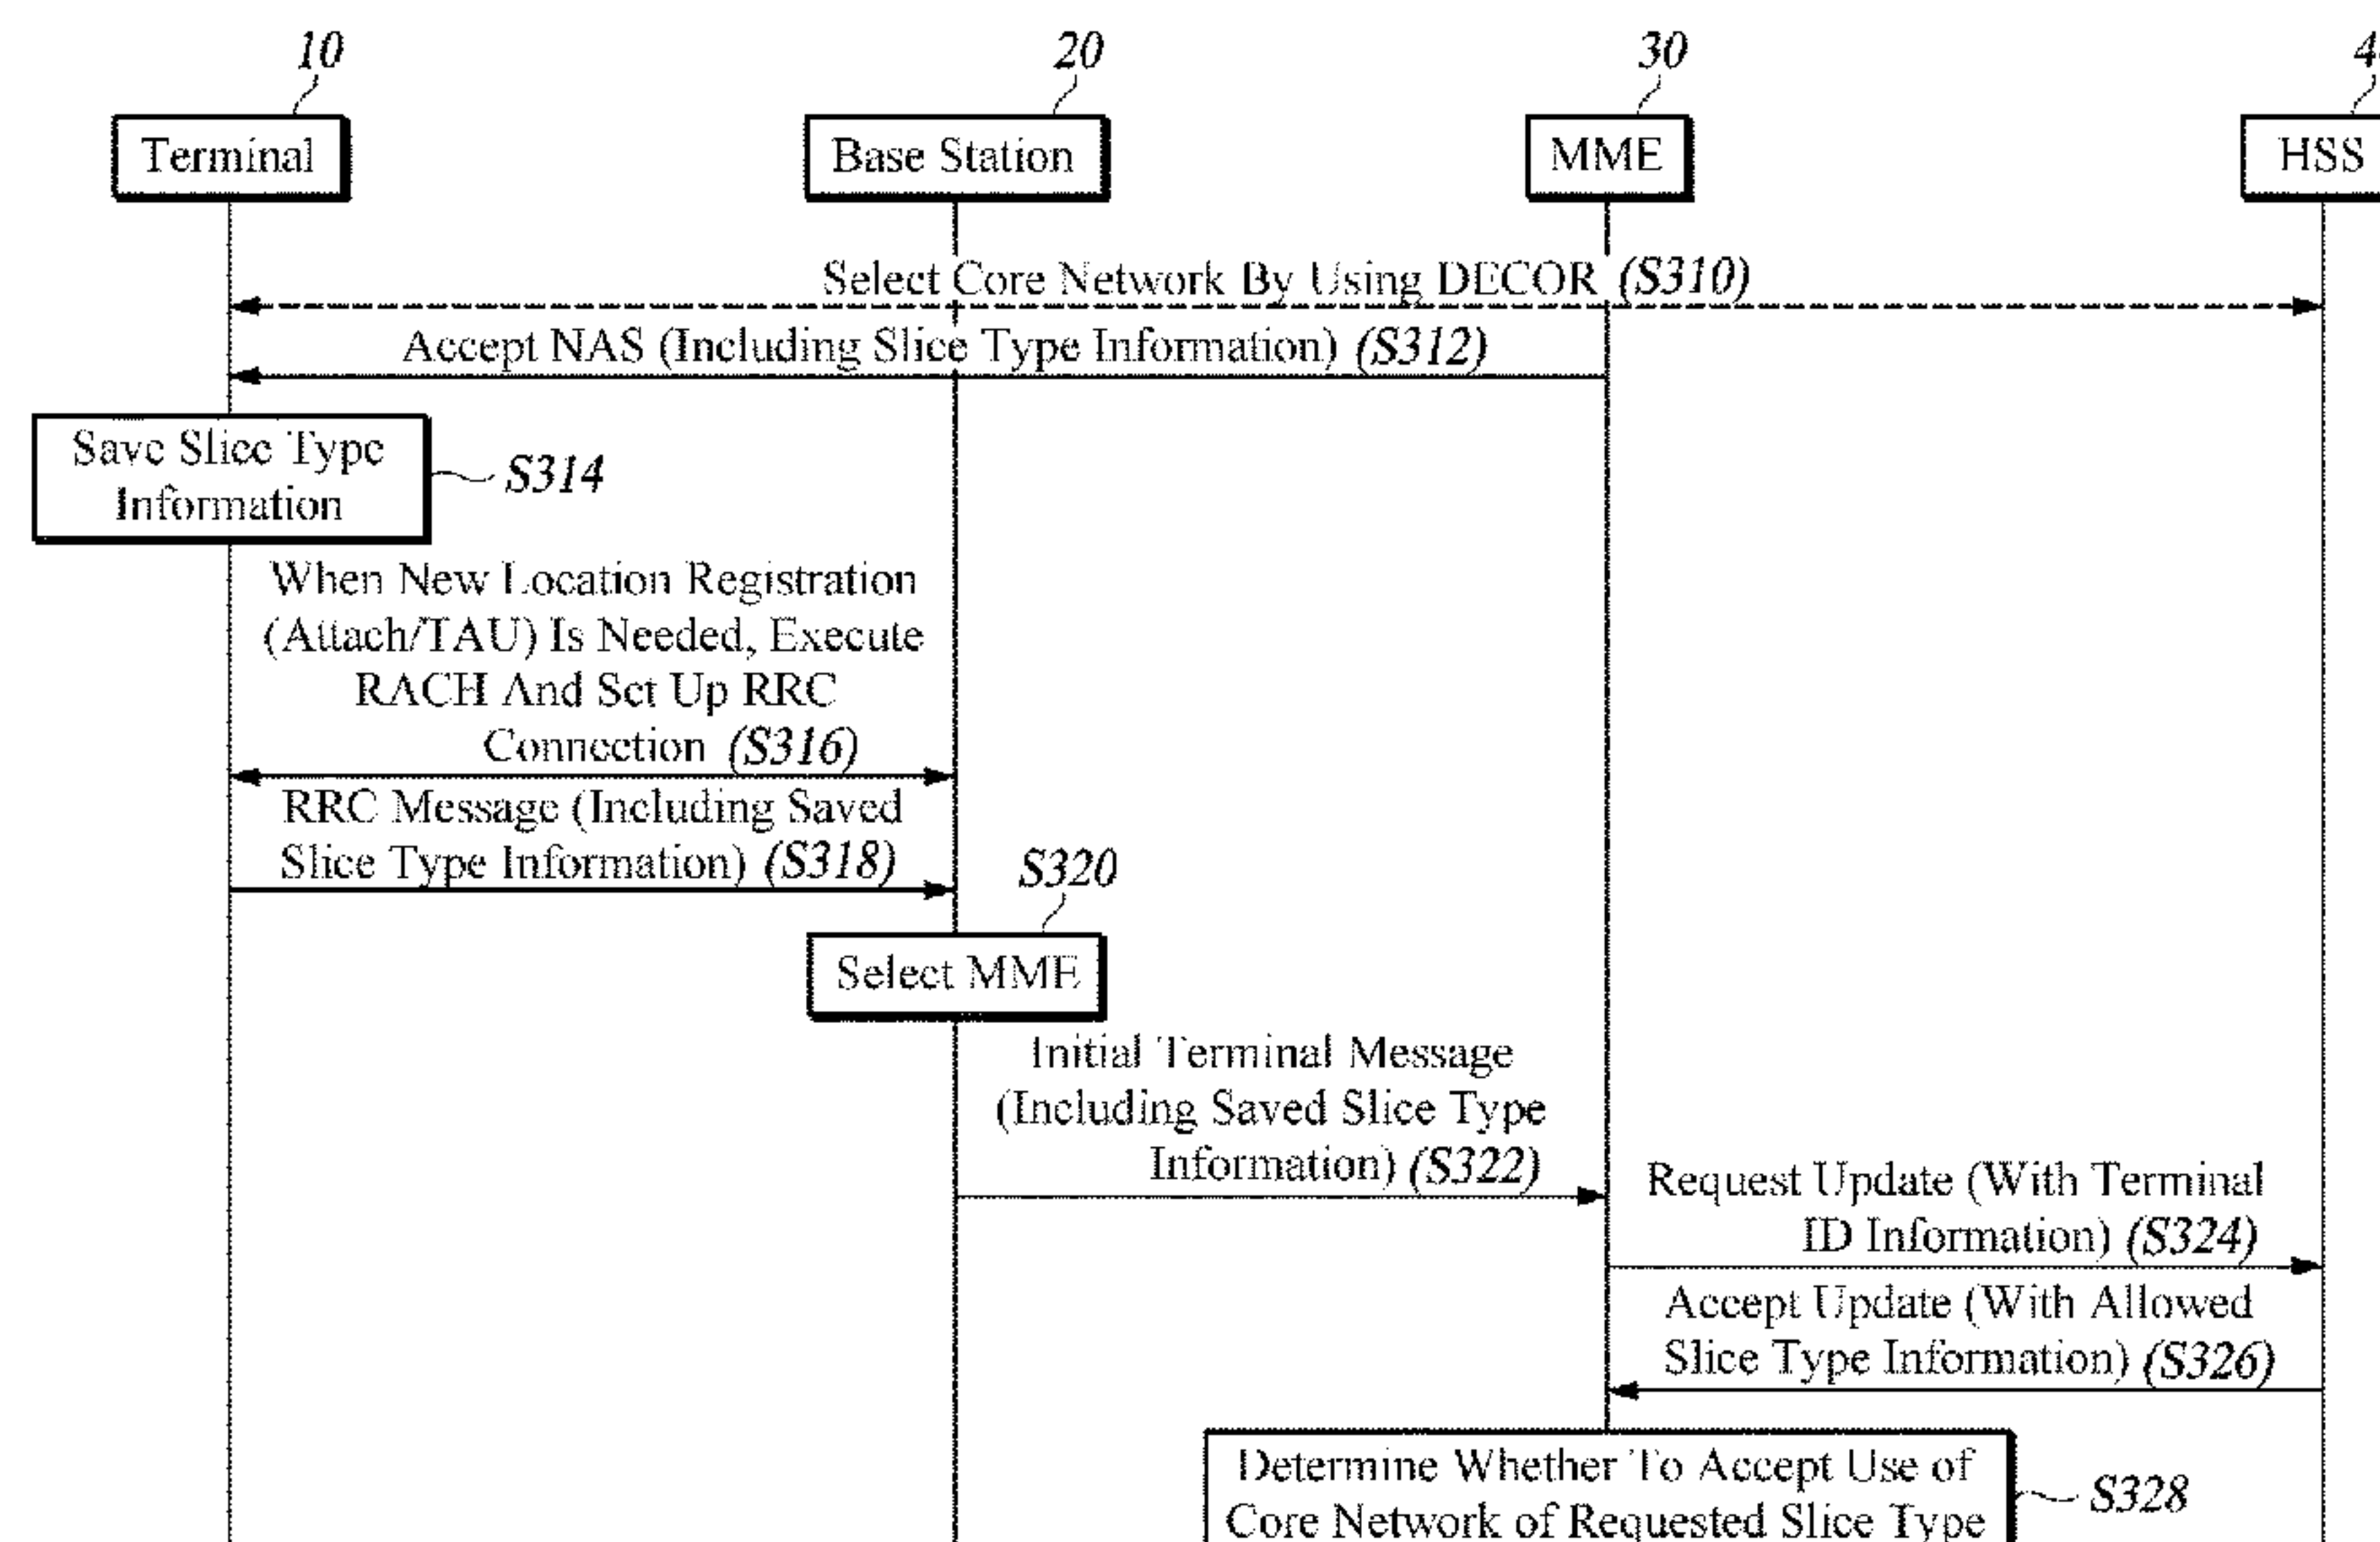 10
20
30
4
Terminal
Base Station
MME
HSS
Select Core Network By Using DECOR (S310)
Accept NAS (Including Slice Type Information) (S312)
Save Slice Type
Information
S314
When New Location Registration
(Attach/TAU) Is Needed, Execute
RACH And Set Up RRC
Connection (S316)
RRC Message (Including Saved
Slice Type Information) (S318)
S320
Select MME
Initial Terminal Message
(Including Saved Slice Type
Information) (S322)
Request Update (With Terminal
ID Information) (S324)
Accept Update (With Allowed
Slice Type Information) (S326)
Determine Whether To Accept Use of
Core Network of Requested Slice Type
S328